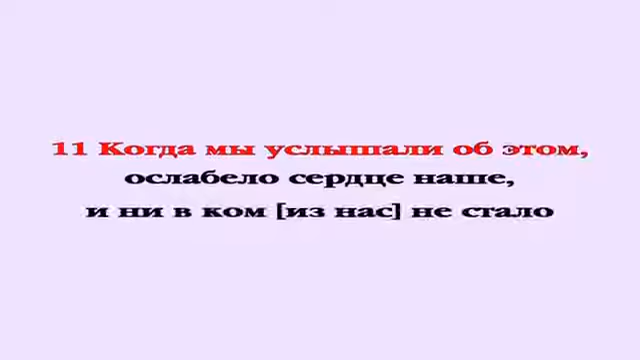 11 Когда мы услышали об этом,
ослабело сердце наше,
и ни в ком [из нас] не стало